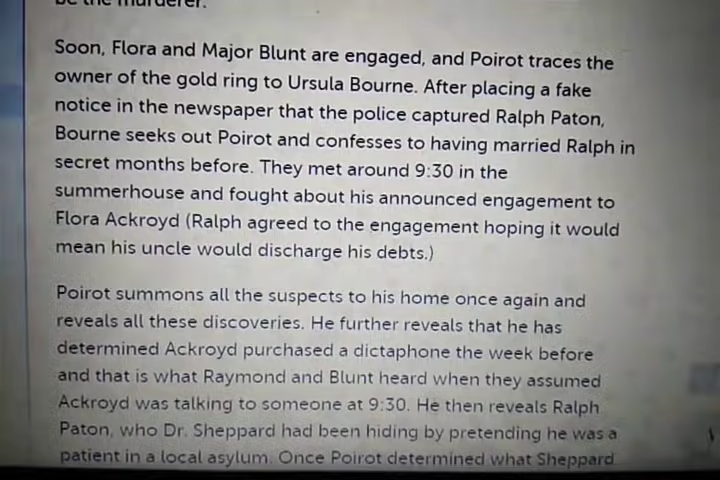 be the murderer.
Soon, Flora and Major Blunt are engaged, and Poirot traces the
owner of the gold ring to Ursula Bourne. After placing a fake
notice in the newspaper that the police captured Ralph Paton,
Bourne seeks out Poirot and confesses to having married Ralph in
secret months before. They met around 9:30 in the
summerhouse and fought about his announced engagement to
Flora Ackroyd (Ralph agreed to the engagement hoping it would
mean his uncle would discharge his debts.)
Poirot summons all the suspects to his home once again and
reveals all these discoveries. He further reveals that he has
determined Ackroyd purchased a dictaphone the week before
and that is what Raymond and Blunt heard when they assumed
Ackroyd was talking to someone at 9:30. He then reveals Ralph
Paton, who Dr. Sheppard had been hiding by pretending he was a
patient in a local asylum. Once Poirot determined what Sheppard